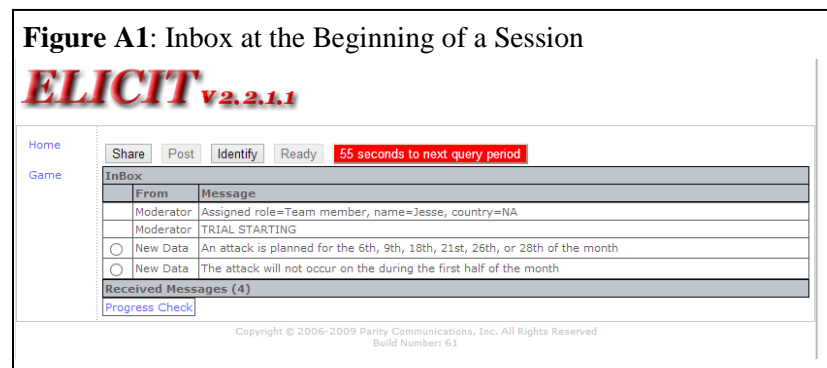 Figure A1: Inbox at the Beginning of a Session
ELICIT v2.2.1.1
Home
Share Post Identify Ready 55 seconds to next query period
Game
InBox
From Message
Moderator Assigned role=Team member, name=Jesse, country=NA
Moderator TRIAL STARTING
New Data An attack is planned for the 6th, 9th, 18th, 21st, 26th, or 28th of the month
New Data The attack will not occur on the during the first half of the month
Received Messages (4)
Progress Check
Copyright © 2006-2009 Parity Communications, Inc. All Rights Reserved
Build Number: 61